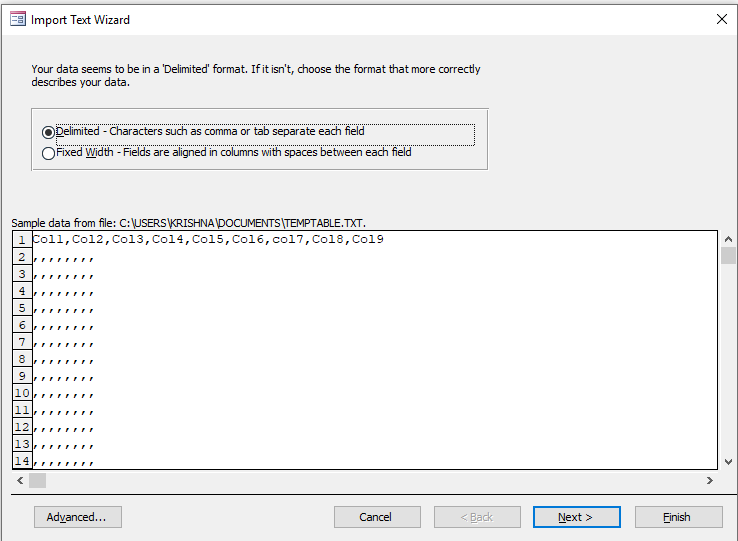 Import Text Wizard
Your data seems to be in a 'Delimited' format. If it isn't, choose the format that more correctly
describes your data.
Delimited - Characters such as comma or tab separate each field
Fixed Width - Fields are aligned in columns with spaces between each field
Sample data from file: C:\USERS\KRISHNA\DOCUMENTS\TEMPTABLE.TXT.
1 Col1,Col2,Col3,Col4,Col5,Col6,col7,Col8,Col9
2 ,,,,,,,,
3 ,,,,,,,,
4 ,,,,,,,,
5 ,,,,,,,,
6 ,,,,,,,,
7 ,,,,,,,,
8 ,,,,,,,,
9 ,,,,,,,,
10 ,,,,,,,,
11 ,,,,,,,,
12 ,,,,,,,,
13 ,,,,,,,,
14 ,,,,,,,,
Advanced... Cancel < Back Next > Finish